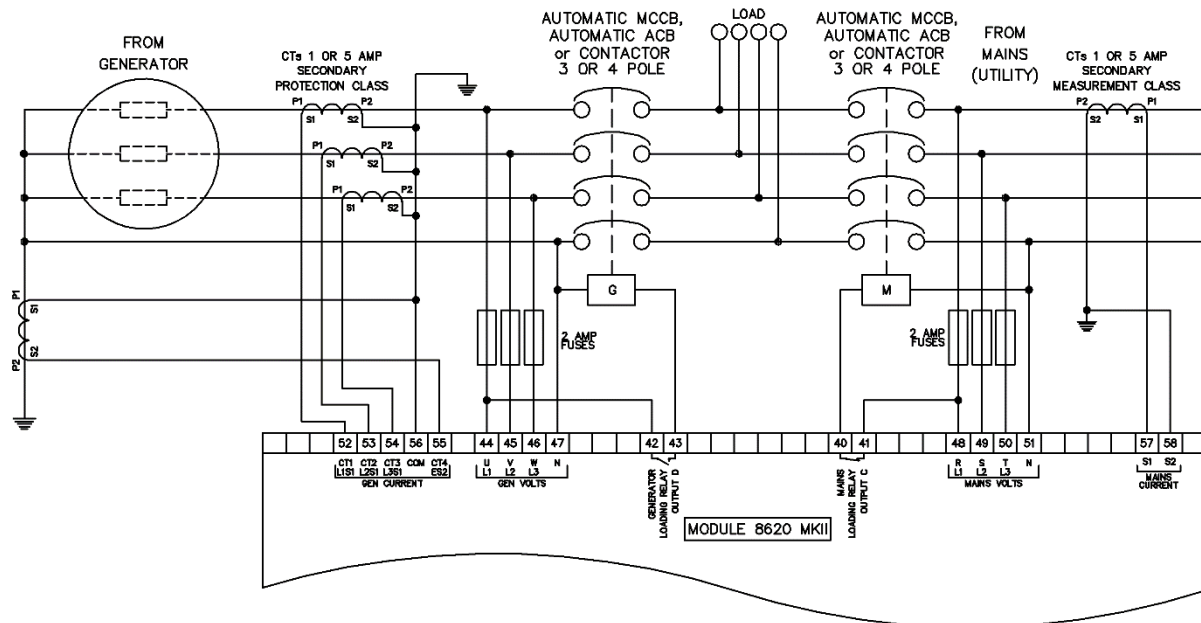 FROM
GENERATOR
CTs 1 OR 5 AMP
SECONDARY
PROTECTION CLASS
AUTOMATIC MCCB,
AUTOMATIC ACB
or CONTACTOR
3 OR 4 POLE
LOAD
AUTOMATIC MCCB,
AUTOMATIC ACB
or CONTACTOR
3 OR 4 POLE
FROM
MAINS
(UTILITY)
CTs 1 OR 5 AMP
SECONDARY
MEASUREMENT CLASS
P1 P2
S1 S2
P1 P2
S1 S2
P1 P2
S1 S2
P2 P1
S2 S1
P1 S1
P2 S2
G
M
2 AMP
FUSES
2 AMP
FUSES
52 53 54 56 55 44 45 46 47 42 43 40 41 48 49 50 51 57 58
CT1 CT2 CT3 COM CT4
L1S1 L2S1 L3S1 ES2
GEN CURRENT
U V W N
L1 L2 L3
GEN VOLTS
GENERATOR
LOADING RELAY
OUTPUT D
MAINS
LOADING RELAY
OUTPUT C
R S T N
L1 L2 L3
MAINS VOLTS
S1 S2
MAINS
CURRENT
MODULE 8620 MKII